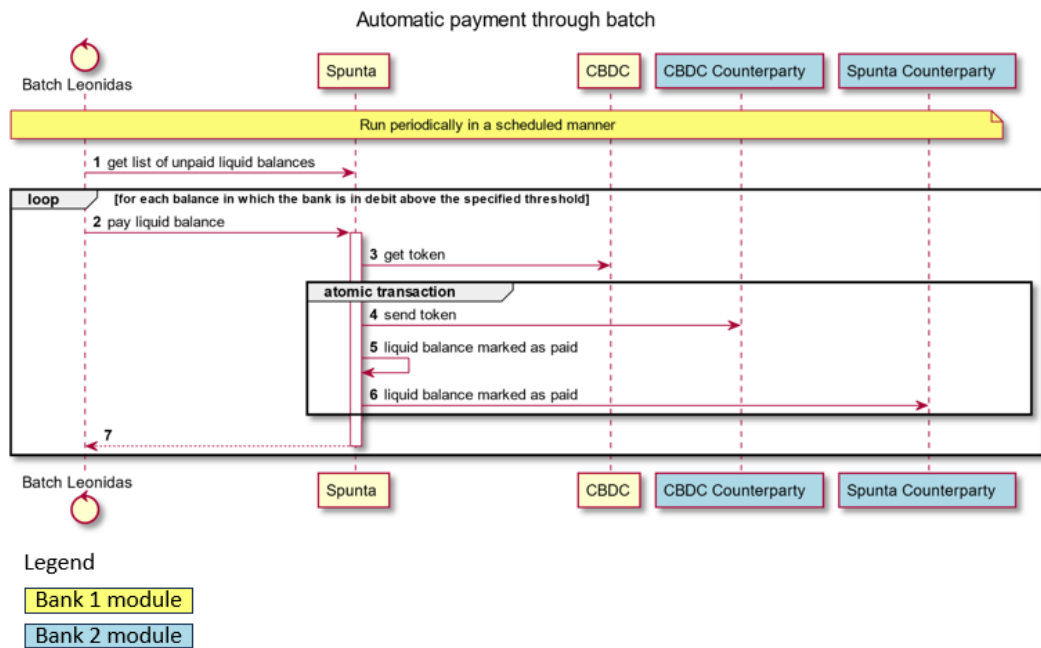 Automatic payment through batch
Batch Leonidas
Spunta
CBDC
CBDC Counterparty
Spunta Counterparty
Run periodically in a scheduled manner
1 get list of unpaid liquid balances
loop [for each balance in which the bank is in debit above the specified threshold]
2 pay liquid balance
3 get token
atomic transaction
4 send token
5 liquid balance marked as paid
6 liquid balance marked as paid
7
Batch Leonidas
Spunta
CBDC
CBDC Counterparty
Spunta Counterparty
Legend
Bank 1 module
Bank 2 module